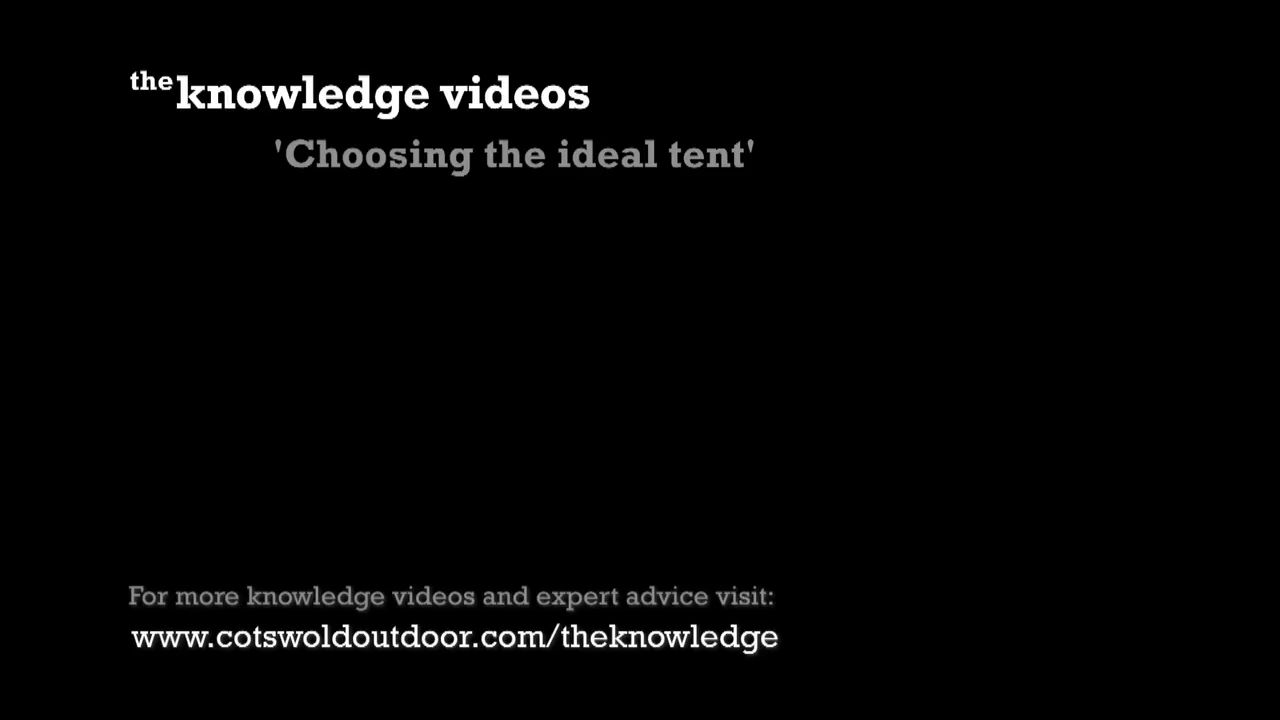 the knowledge videos
'Choosing the ideal tent'
For more knowledge videos and expert advice visit:
www.cotswoldoutdoor.com/theknowledge